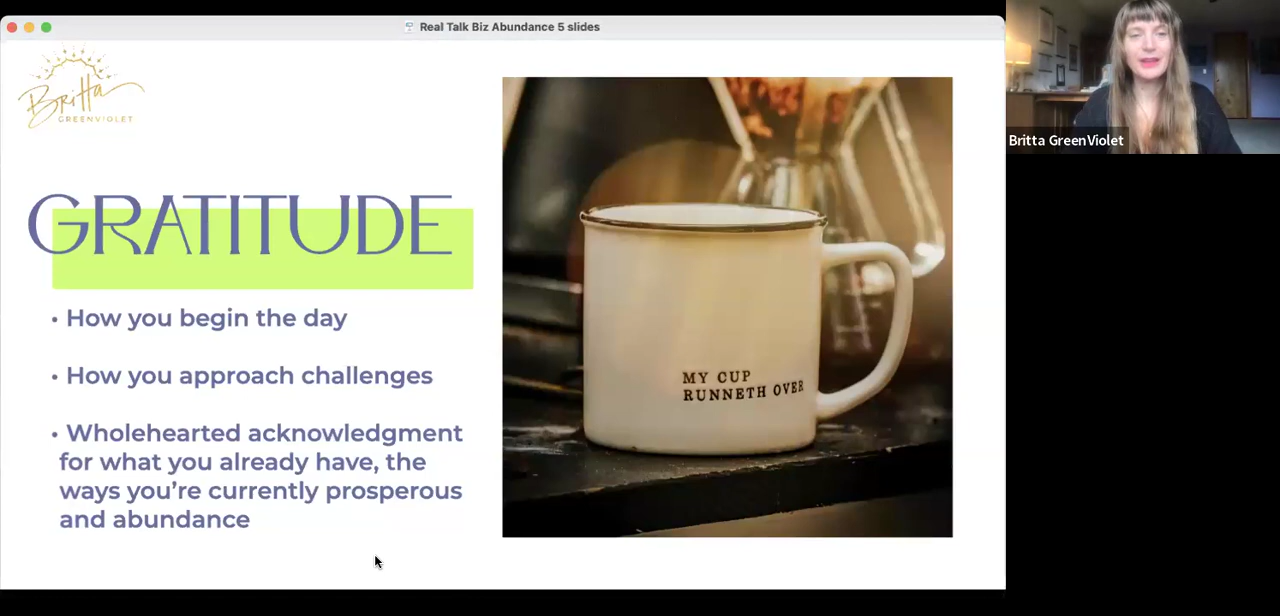 Real Talk Biz Abundance 5 slides
Britta
GREENVIOLET
GRATITUDE
• How you begin the day
• How you approach challenges
• Wholehearted acknowledgment
for what you already have, the
ways you’re currently prosperous
and abundance
MY CUP
RUNNETH OVER
Britta GreenViolet